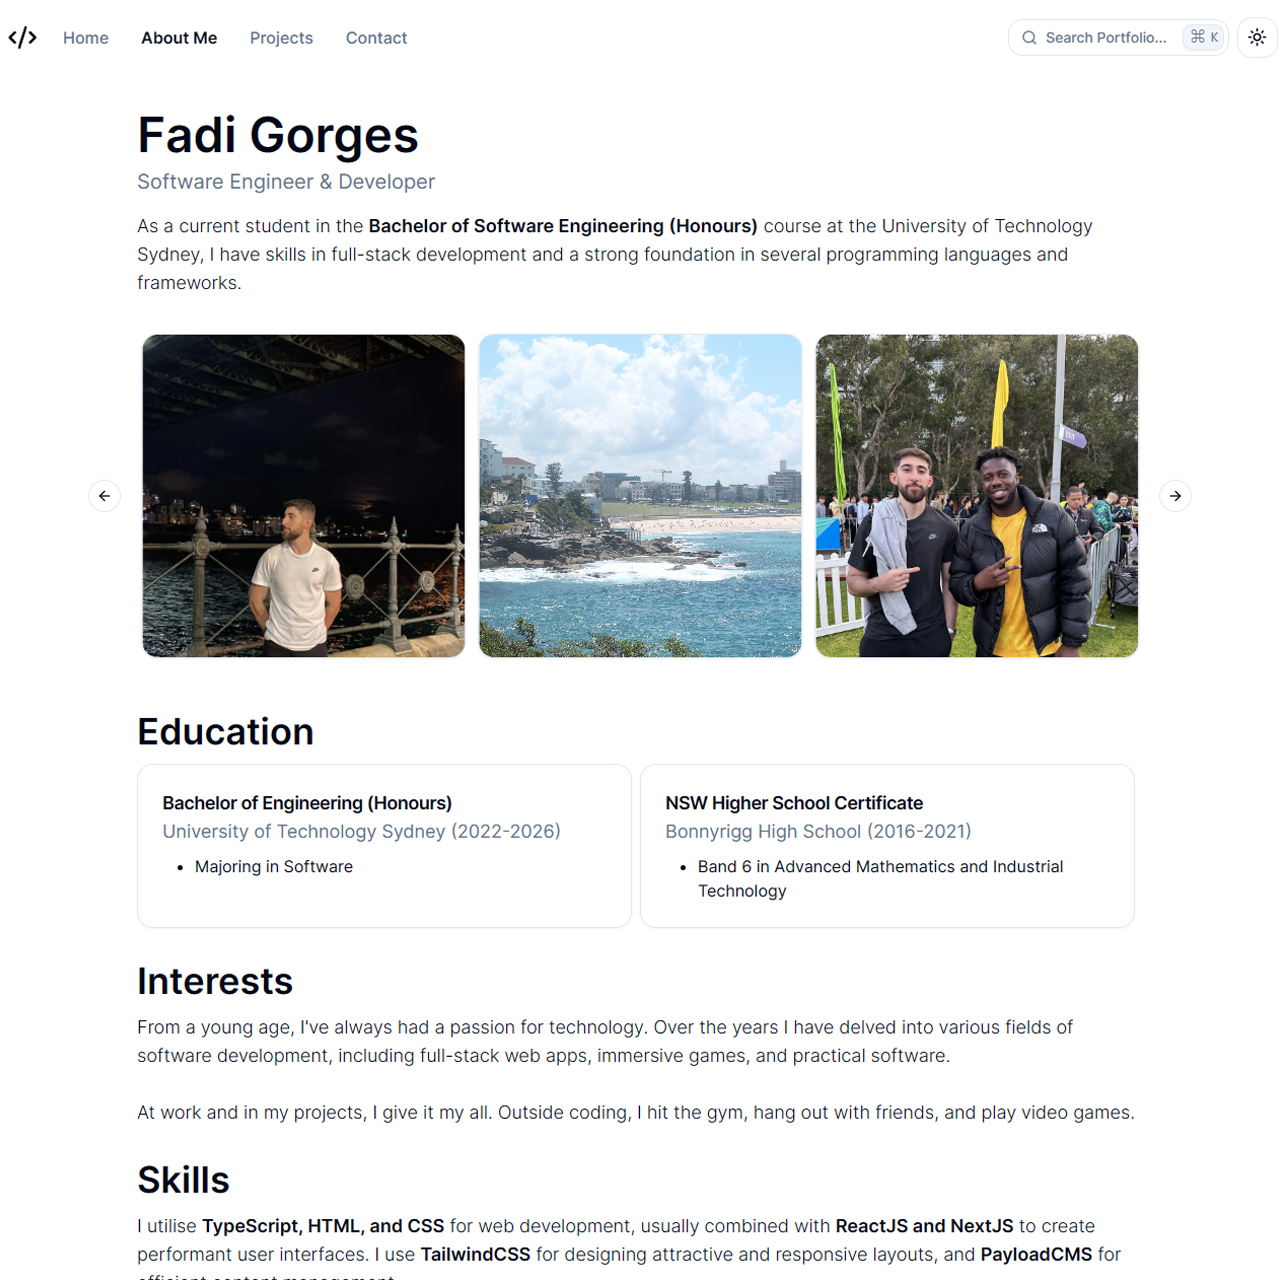 </> Home About Me Projects Contact Search Portfolio... ⌘ K
Fadi Gorges
Software Engineer & Developer
As a current student in the Bachelor of Software Engineering (Honours) course at the University of Technology
Sydney, I have skills in full-stack development and a strong foundation in several programming languages and
frameworks.
EXIT
Education
Bachelor of Engineering (Honours)
University of Technology Sydney (2022-2026)
• Majoring in Software
NSW Higher School Certificate
Bonnyrigg High School (2016-2021)
• Band 6 in Advanced Mathematics and Industrial
Technology
Interests
From a young age, I've always had a passion for technology. Over the years I have delved into various fields of
software development, including full-stack web apps, immersive games, and practical software.
At work and in my projects, I give it my all. Outside coding, I hit the gym, hang out with friends, and play video games.
Skills
I utilise TypeScript, HTML, and CSS for web development, usually combined with ReactJS and NextJS to create
performant user interfaces. I use TailwindCSS for designing attractive and responsive layouts, and PayloadCMS for
efficient content management.